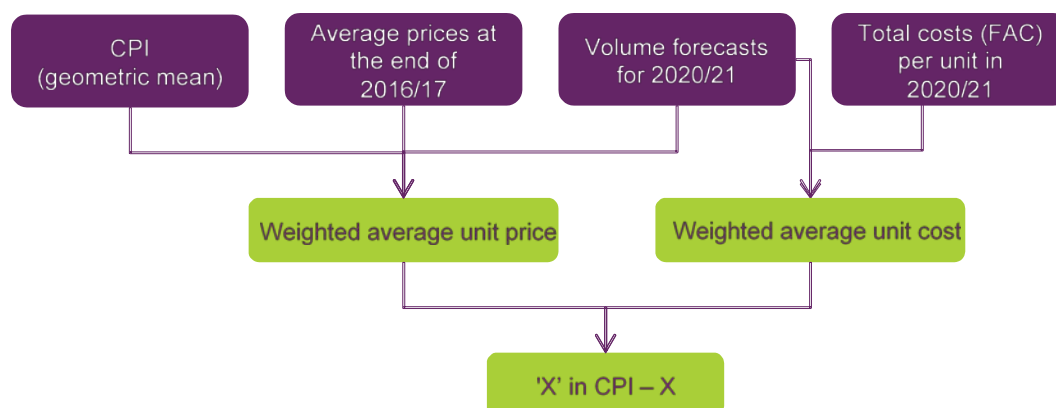 CPI
(geometric mean)
Average prices at
the end of
2016/17
Volume forecasts
for 2020/21
Total costs (FAC)
per unit in
2020/21
Weighted average unit price
Weighted average unit cost
'X’ in CPI – X